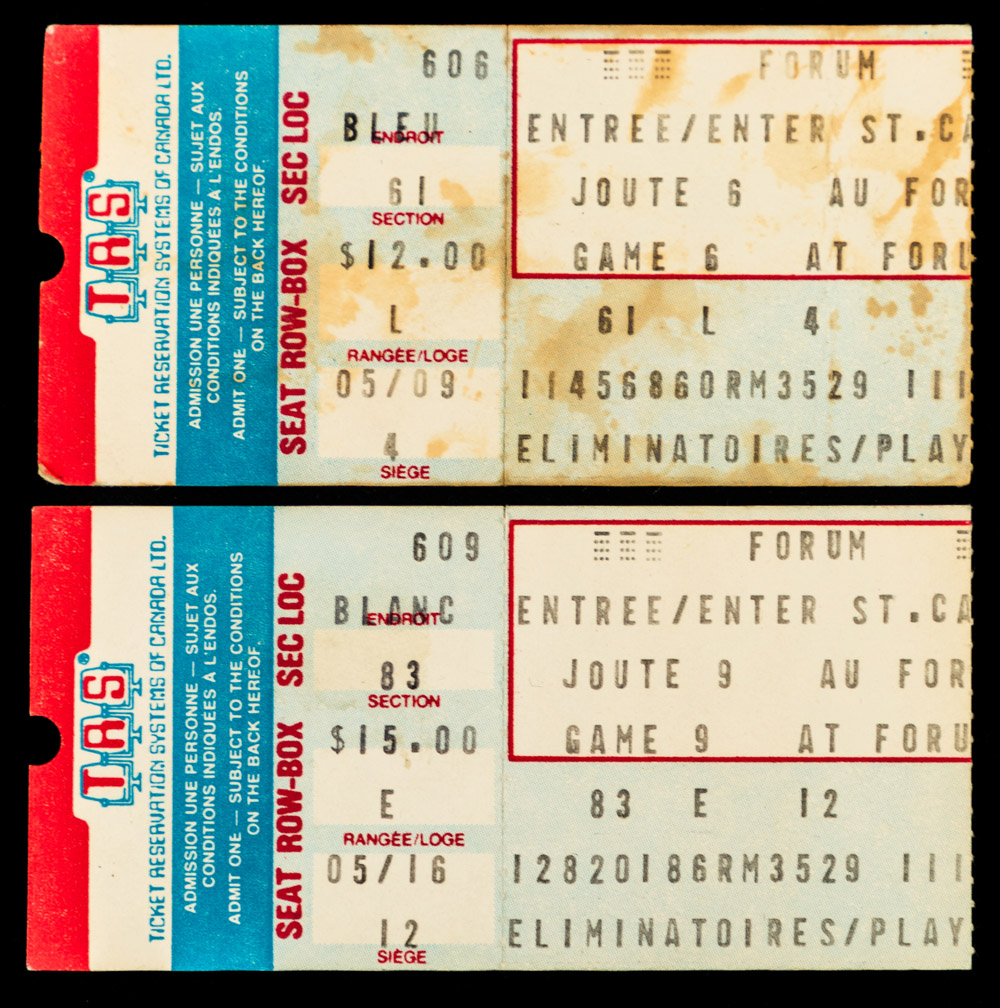 TRS®
TICKET RESERVATION SYSTEMS OF CANADA LTD.
ADMISSION UNE PERSONNE — SUJET AUX
CONDITIONS INDIQUÉES À L'ENDOS.
ADMIT ONE — SUBJECT TO THE CONDITIONS
ON THE BACK HEREOF.
SEAT ROW-BOX SEC LOC
606
BLEU
ENDROIT
61
SECTION
$12.00
L
RANGÉE/LOGE
05/09
4
SIÈGE
FORUM
ENTREE/ENTER ST.CA
JOUTE 6 AU FOR
GAME 6 AT FORU
61 L 4
11456860RM3529 111
ELIMINATOIRES/PLAY
TRS®
TICKET RESERVATION SYSTEMS OF CANADA LTD.
ADMISSION UNE PERSONNE — SUJET AUX
CONDITIONS INDIQUÉES À L'ENDOS.
ADMIT ONE — SUBJECT TO THE CONDITIONS
ON THE BACK HEREOF.
SEAT ROW-BOX SEC LOC
609
BLANC
ENDROIT
83
SECTION
$15.00
E
RANGÉE/LOGE
05/16
12
SIÈGE
FORUM
ENTREE/ENTER ST.CA
JOUTE 9 AU FOR
GAME 9 AT FORU
83 E 12
12820186RM3529 111
ELIMINATOIRES/PLAY